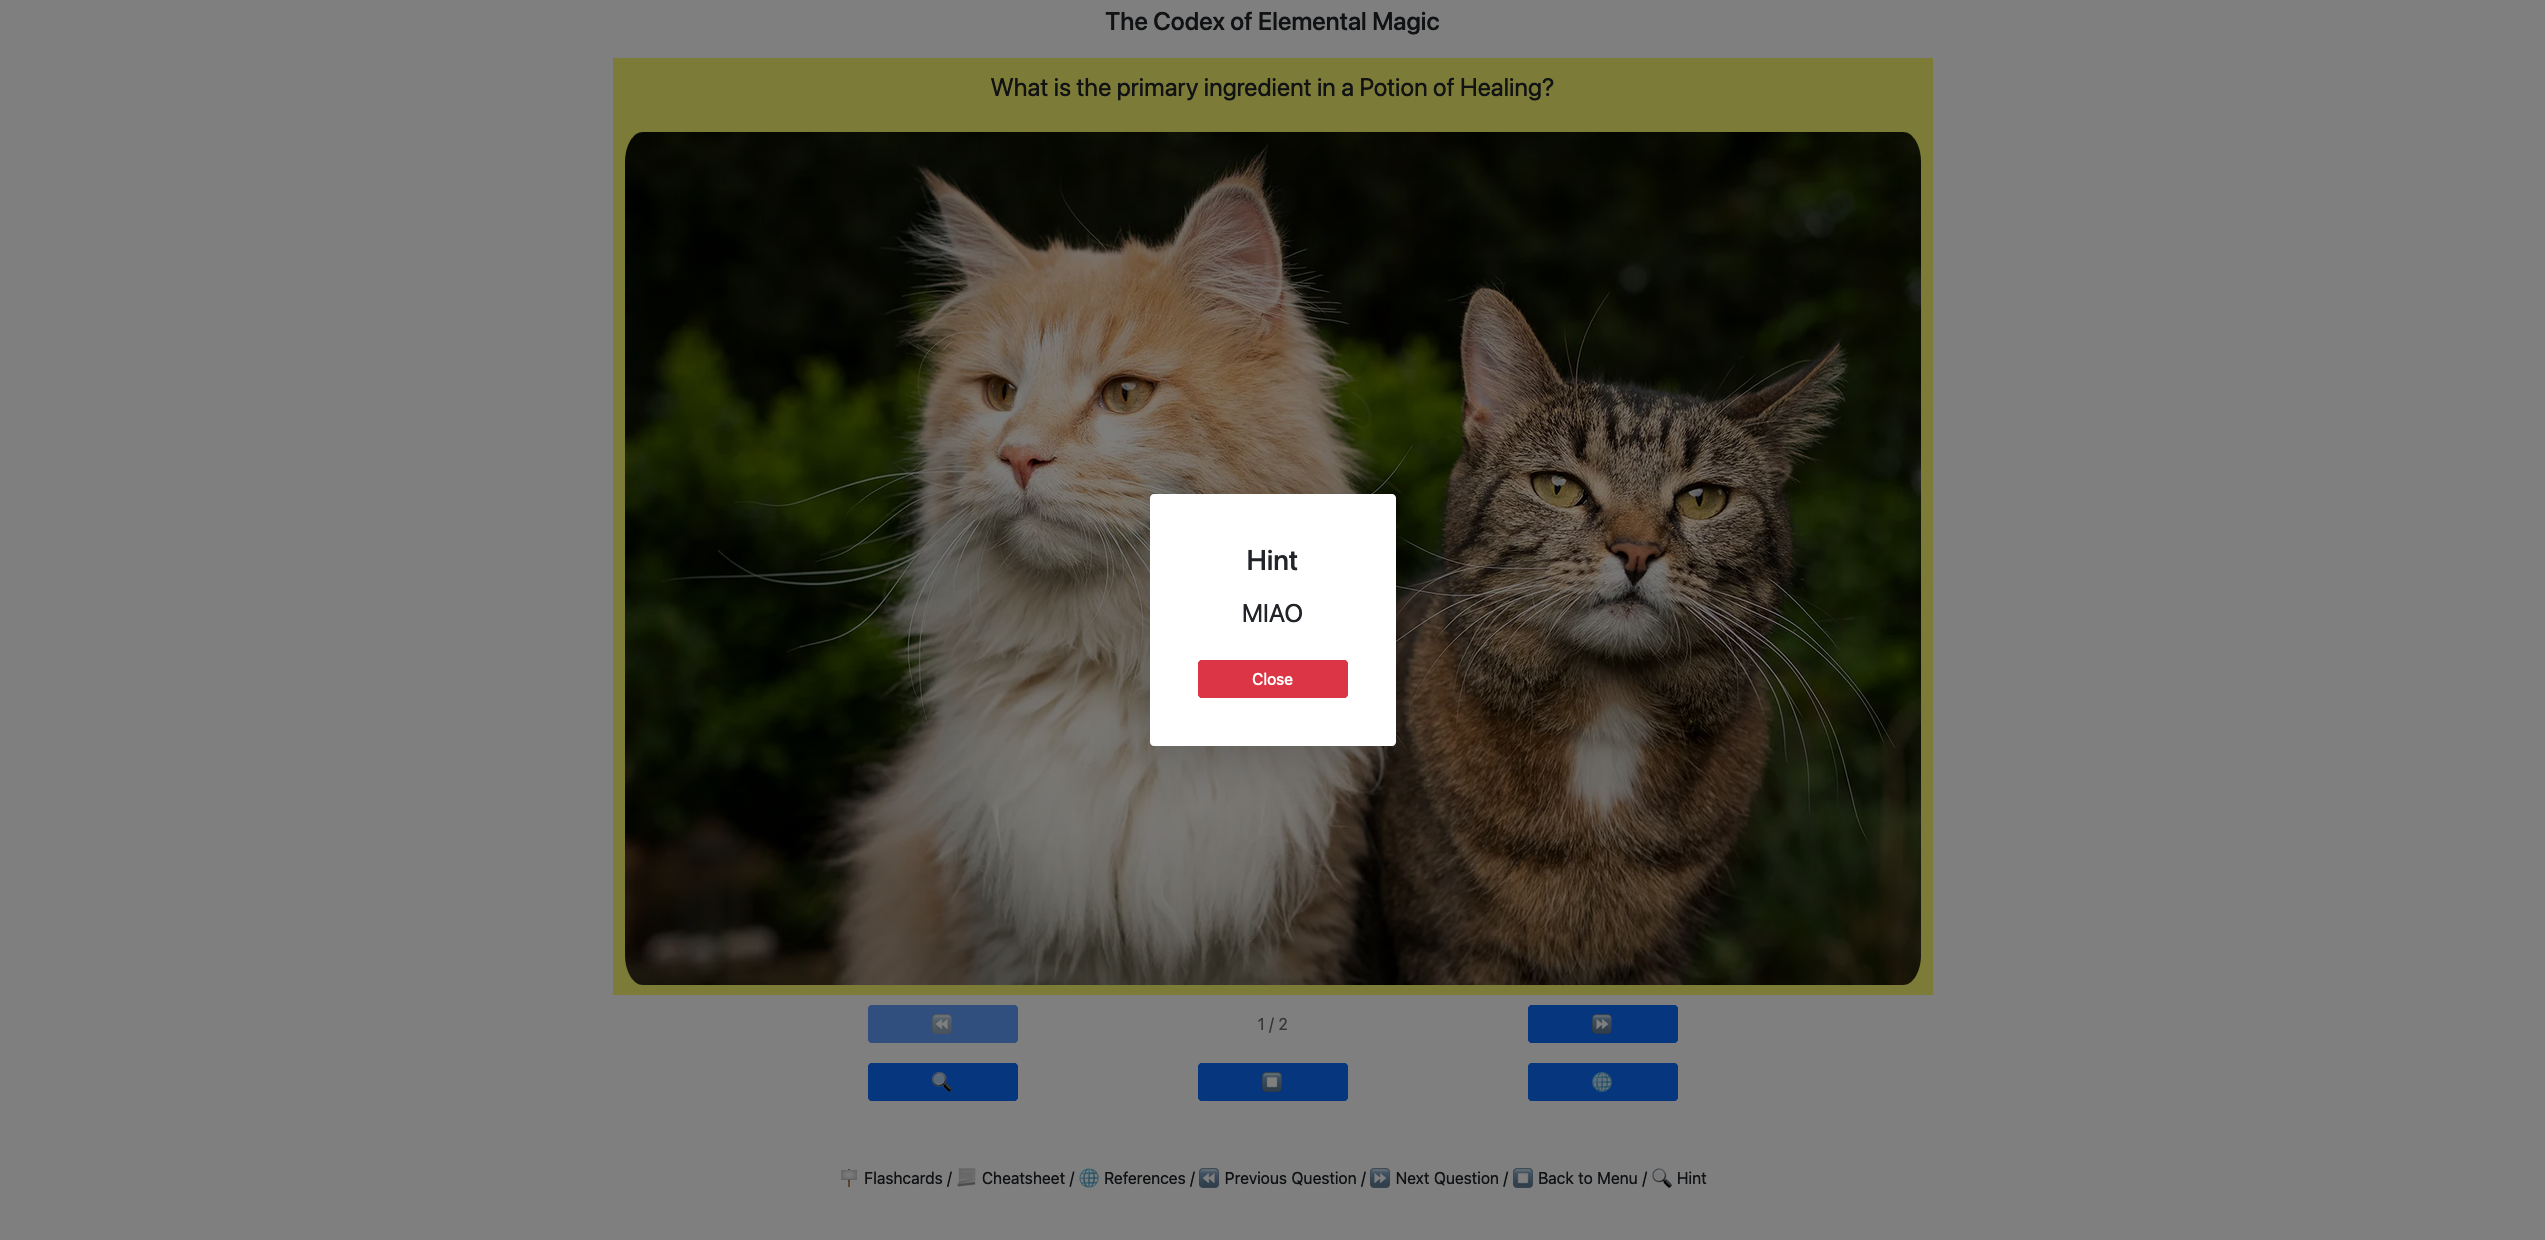 The Codex of Elemental Magic
What is the primary ingredient in a Potion of Healing?
Hint
MIAO
Close
1 / 2
Flashcards / Cheatsheet / References / Previous Question / Next Question / Back to Menu / Hint